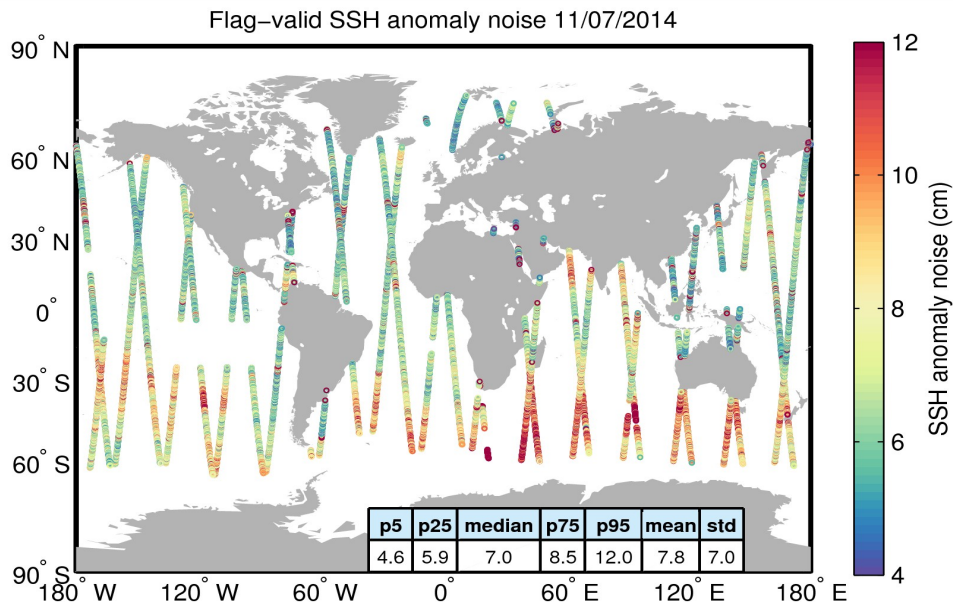 Flag−valid SSH anomaly noise 11/07/2014
90° N
60° N
30° N
0°
30° S
60° S
90° S
180° W
120° W
60° W
0°
60° E
120° E
180° E
p5 p25 median p75 p95 mean std
4.6 5.9 7.0 8.5 12.0 7.8 7.0
12
10
8
6
4
SSH anomaly noise (cm)